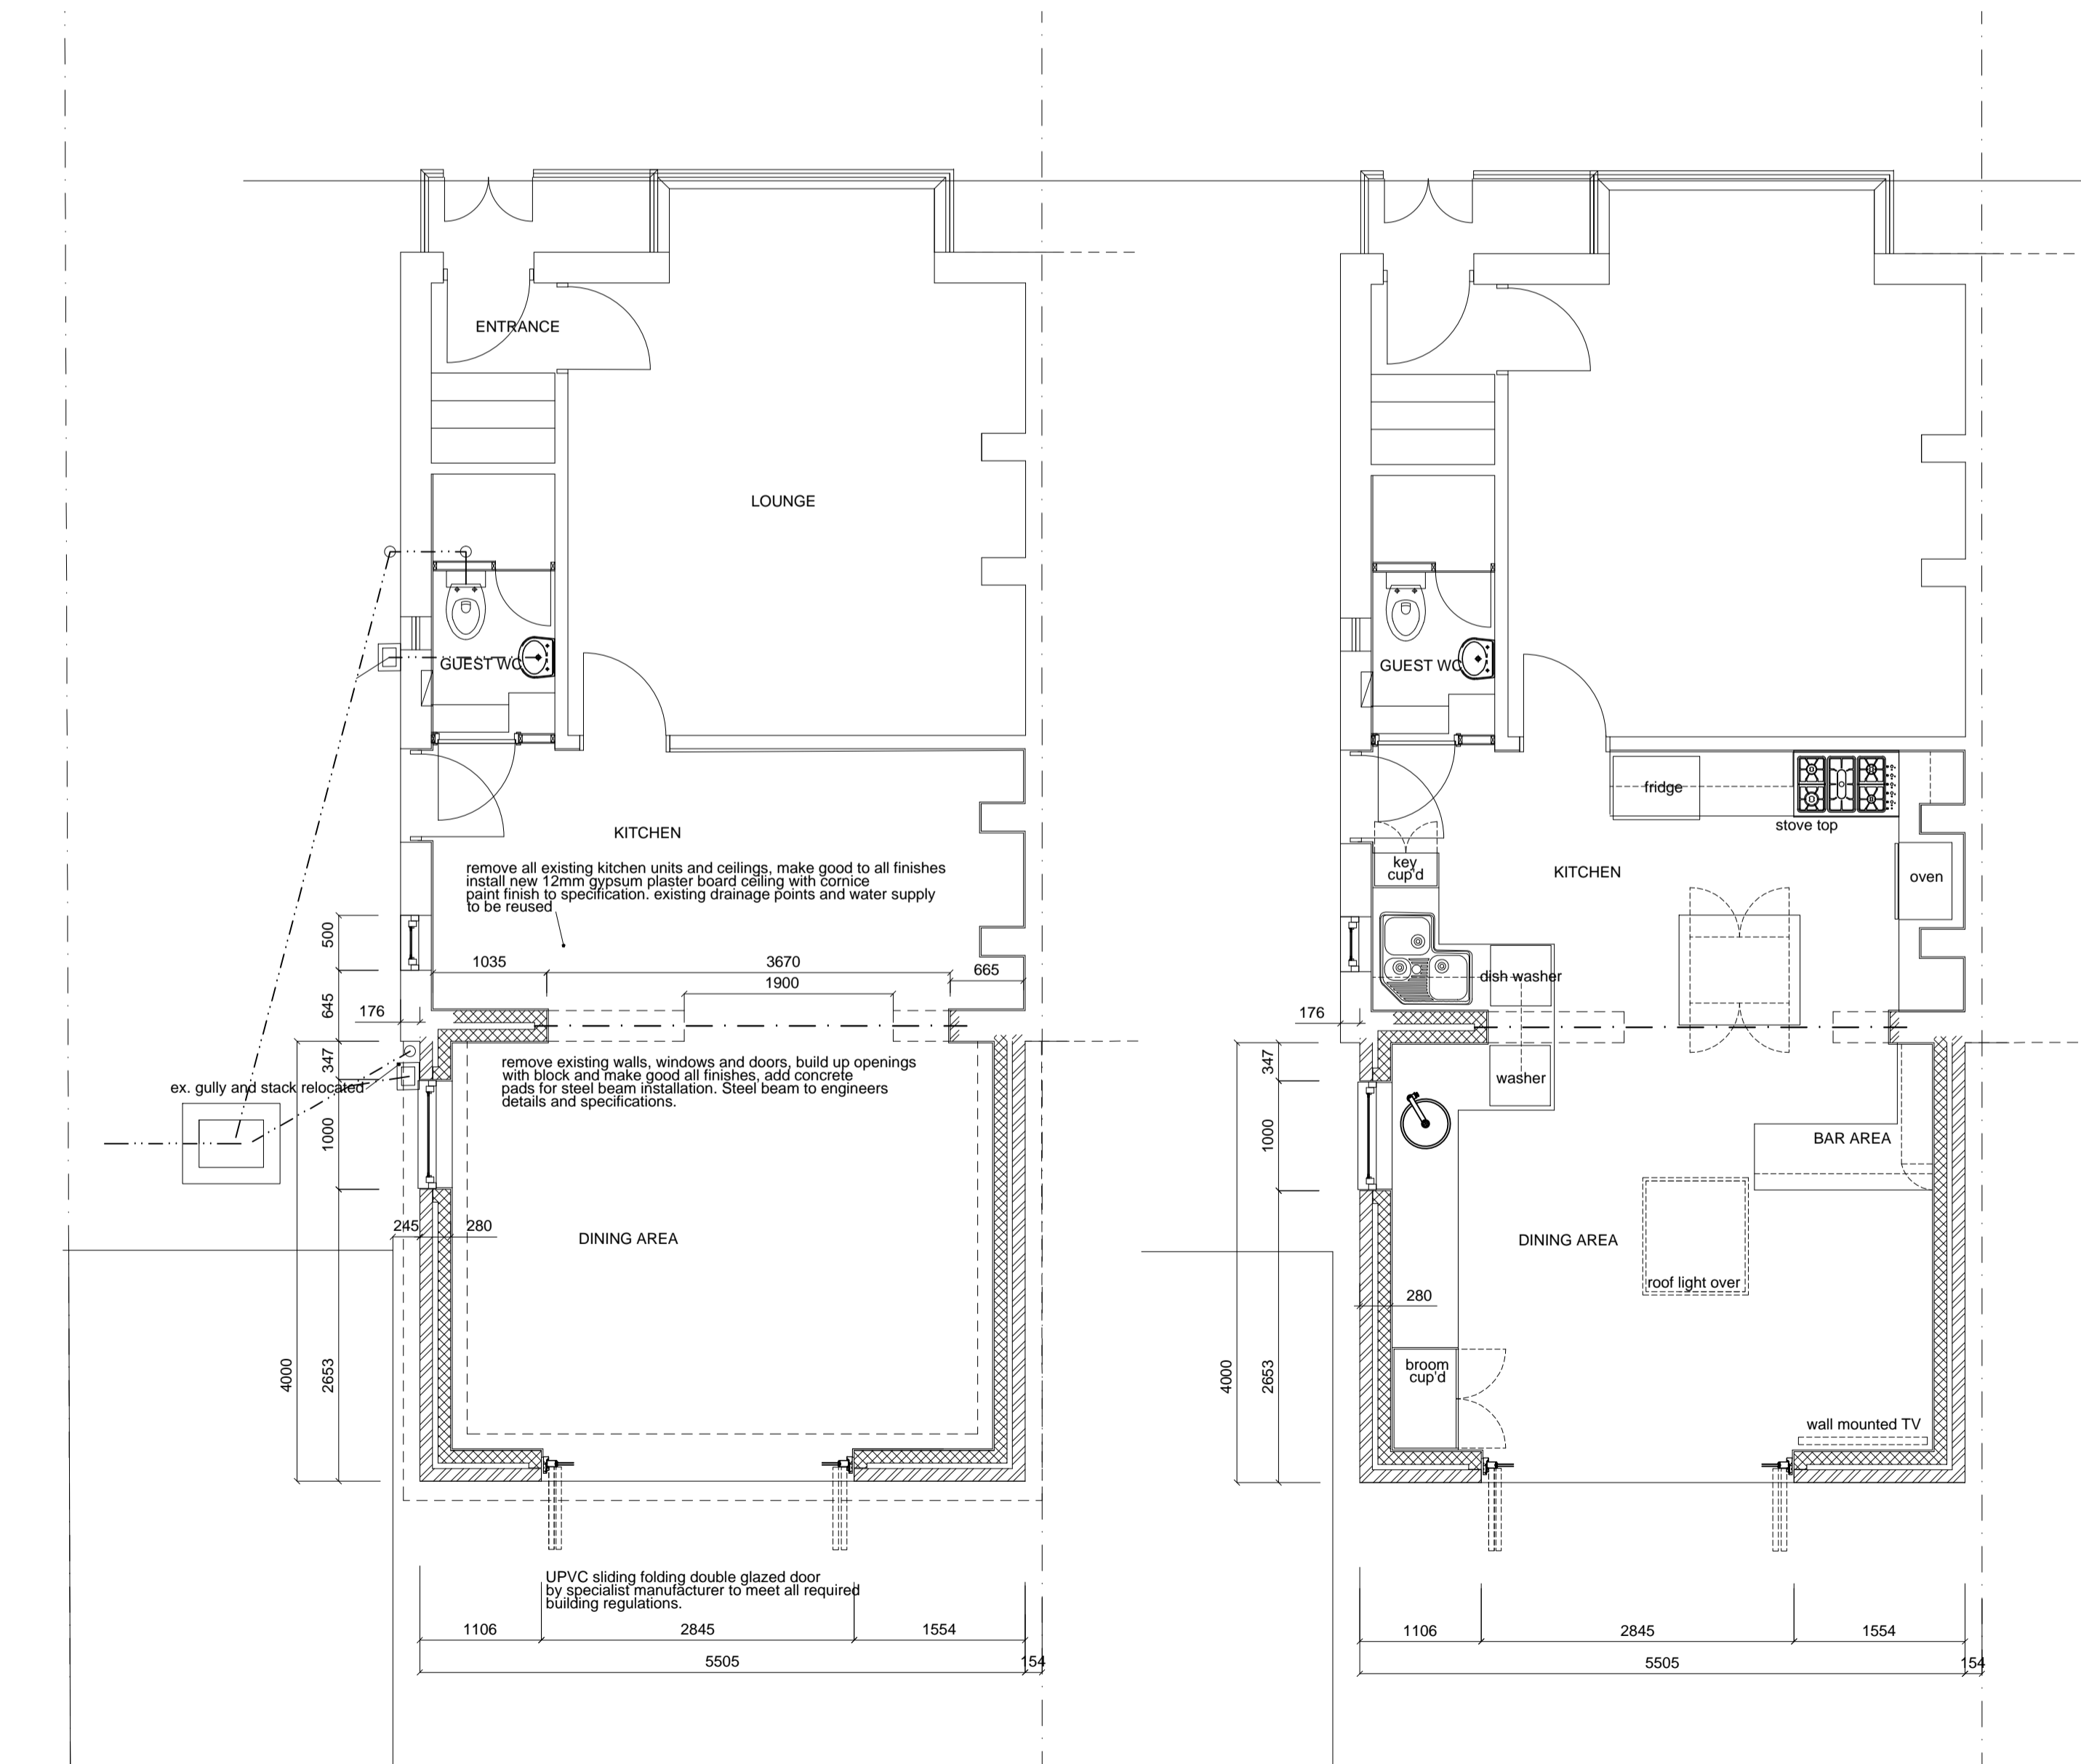 ENTRANCE
LOUNGE
GUEST WC
KITCHEN
remove all existing kitchen units and ceilings, make good to all finishes
install new 12mm gypsum plaster board ceiling with cornice
paint finish to specification. existing drainage points and water supply
to be reused
500
1035
3670
665
1900
645
176
347
remove existing walls, windows and doors, build up openings
with block and make good all finishes, add concrete
pads for steel beam installation. Steel beam to engineers
details and specifications.
ex. gully and stack relocated
1000
245
280
DINING AREA
4000
2653
UPVC sliding folding double glazed door
by specialist manufacturer to meet all required
building regulations.
1106
2845
1554
5505
154
GUEST WC
fridge
stove top
key
cup'd
KITCHEN
oven
dish washer
176
347
washer
1000
BAR AREA
DINING AREA
roof light over
280
4000
2653
broom
cup'd
wall mounted TV
1106
2845
1554
5505
154